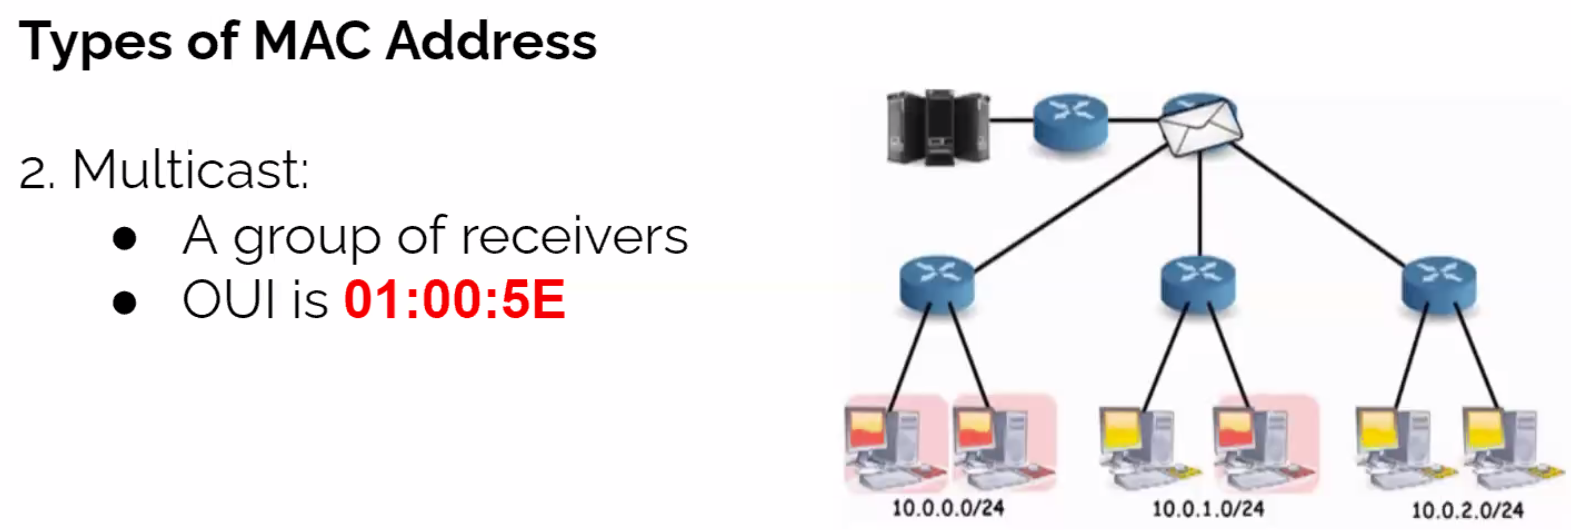 Types of MAC Address
2. Multicast:
● A group of receivers
● OUI is 01:00:5E
10.0.0.0/24
10.0.1.0/24
10.0.2.0/24